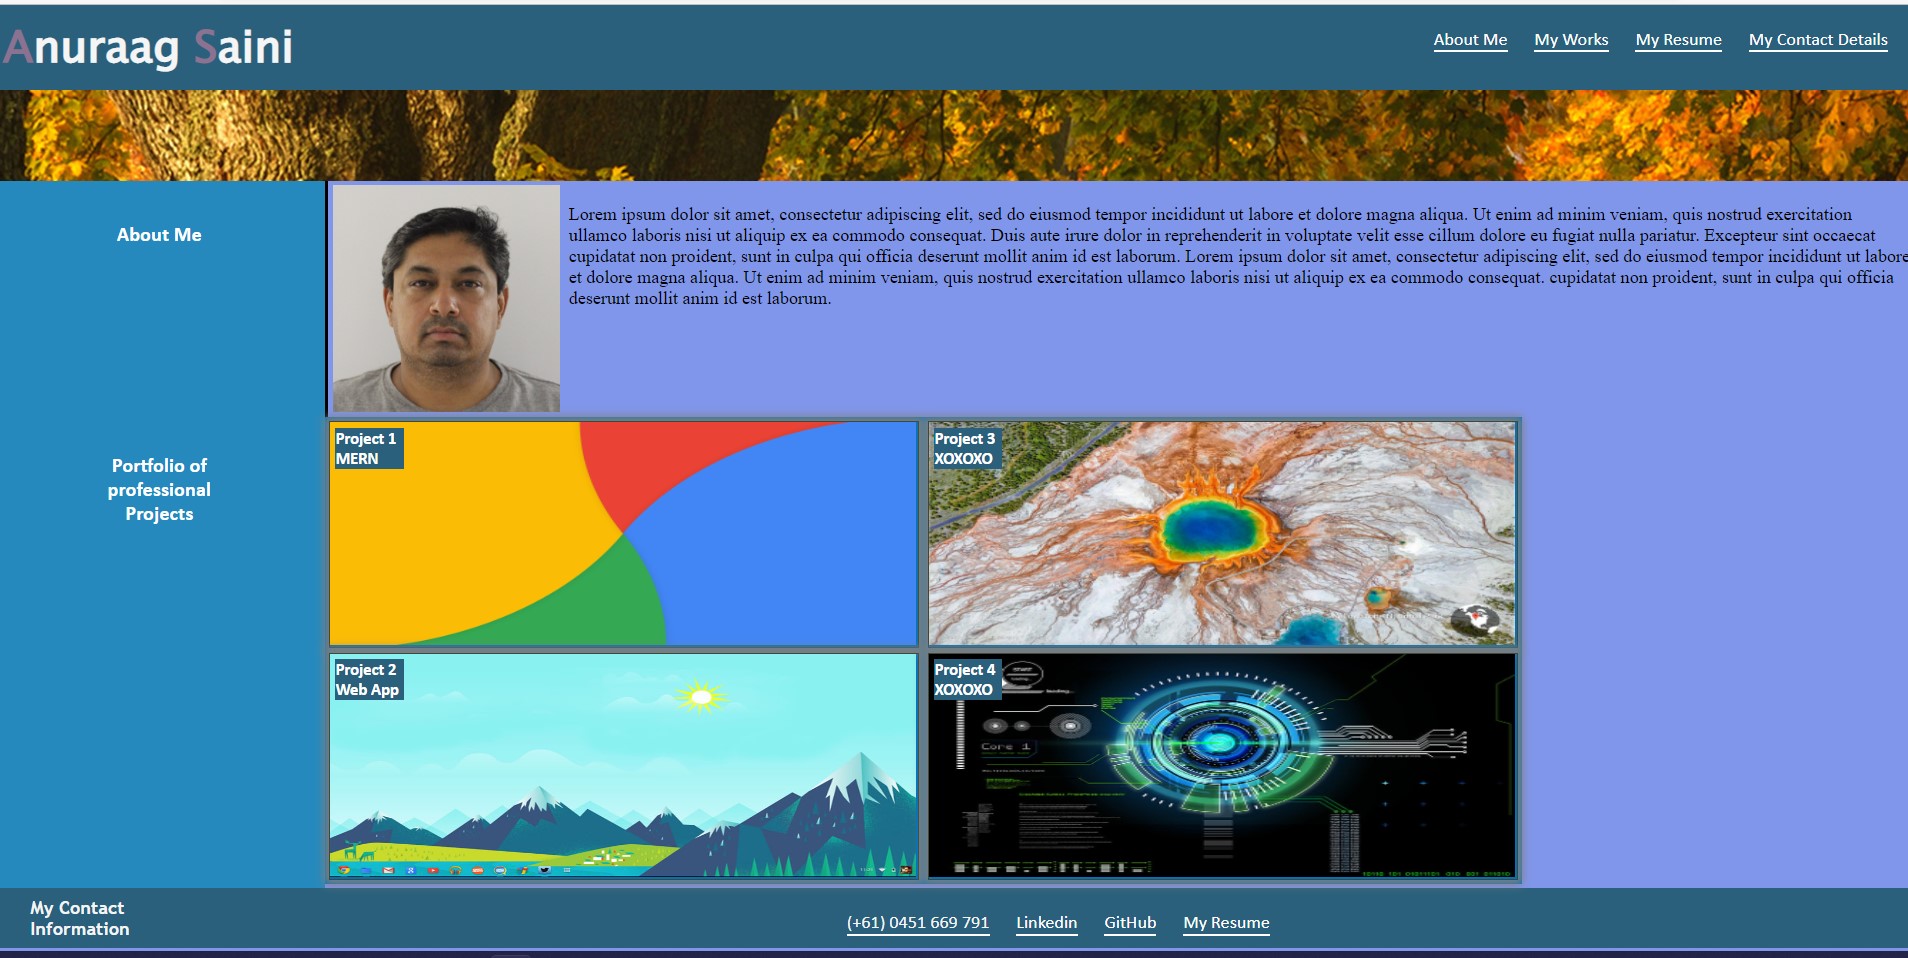 Anuraag Saini
About Me My Works My Resume My Contact Details
About Me
Lorem ipsum dolor sit amet, consectetur adipiscing elit, sed do eiusmod tempor incididunt ut labore et dolore magna aliqua. Ut enim ad minim veniam, quis nostrud exercitation
ullamco laboris nisi ut aliquip ex ea commodo consequat. Duis aute irure dolor in reprehenderit in voluptate velit esse cillum dolore eu fugiat nulla pariatur. Excepteur sint occaecat
cupidatat non proident, sunt in culpa qui officia deserunt mollit anim id est laborum. Lorem ipsum dolor sit amet, consectetur adipiscing elit, sed do eiusmod tempor incididunt ut labore
et dolore magna aliqua. Ut enim ad minim veniam, quis nostrud exercitation ullamco laboris nisi ut aliquip ex ea commodo consequat. cupidatat non proident, sunt in culpa qui officia
deserunt mollit anim id est laborum.
Portfolio of
professional
Projects
Project 1
MERN
Project 3
XOXOXO
Project 2
Web App
Project 4
XOXOXO
Core 1
My Contact
Information
(+61) 0451 669 791 Linkedin GitHub My Resume